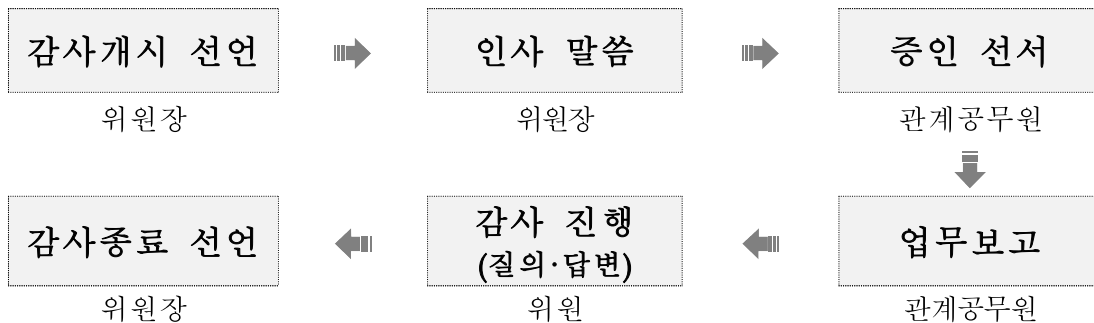 감사개시 선언
인사 말씀
증인 선서
위원장
위원장
관계공무원
감사종료 선언
감사 진행
(질의·답변)
업무보고
위원장
위원
관계공무원